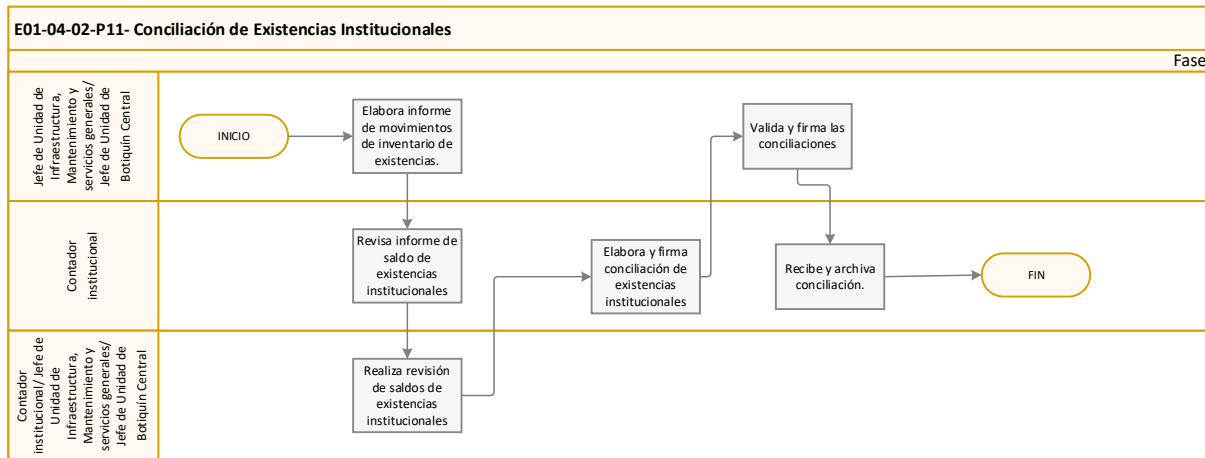 E01-04-02-P11- Conciliación de Existencias Institucionales
Fase
Jefe de Unidad de
Infraestructura,
Mantenimiento y
servicios generales/
Jefe de Unidad de
Botiquín Central
INICIO
Elabora informe
de movimientos
de inventario de
existencias.
Valida y firma las
conciliaciones
Contador
institucional
Revisa informe de
saldo de
existencias
institucionales
Elabora y firma
conciliación de
existencias
institucionales
Recibe y archiva
conciliación.
FIN
Contador
institucional/ Jefe de
Unidad de
Infraestructura,
Mantenimiento y
servicios generales/
Jefe de Unidad de
Botiquín Central
Realiza revisión
de saldos de
existencias
institucionales